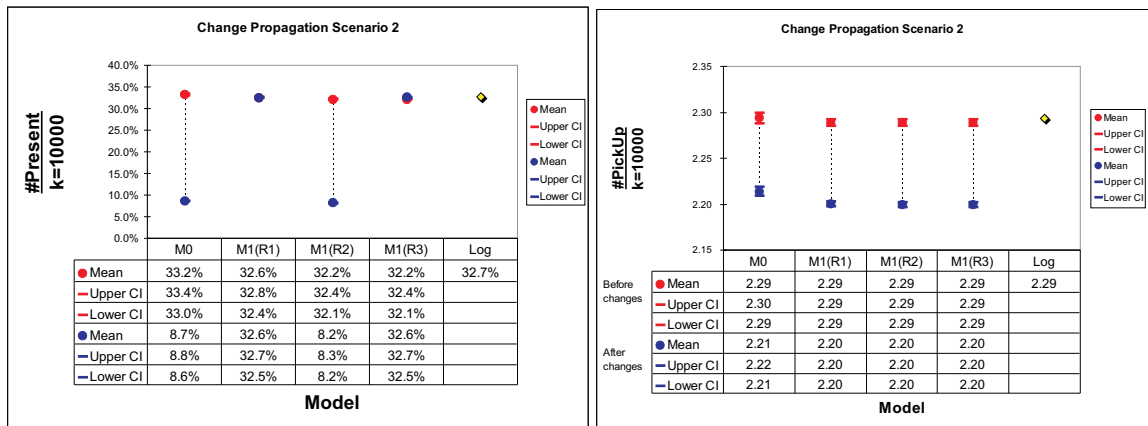 Change Propagation Scenario 2
#Present
k=10000
40.0%
35.0%
30.0%
25.0%
20.0%
15.0%
10.0%
5.0%
0.0%
Mean
Upper CI
Lower CI
Mean
Upper CI
Lower CI
M0 M1(R1) M1(R2) M1(R3) Log
Mean 33.2% 32.6% 32.2% 32.2% 32.7%
Upper CI 33.4% 32.8% 32.4% 32.4%
Lower CI 33.0% 32.4% 32.1% 32.1%
Mean 8.7% 32.6% 8.2% 32.6%
Upper CI 8.8% 32.7% 8.3% 32.7%
Lower CI 8.6% 32.5% 8.2% 32.5%
Model
Change Propagation Scenario 2
#PickUp
k=10000
2.35
2.30
2.25
2.20
2.15
Mean
Upper CI
Lower CI
Mean
Upper CI
Lower CI
M0 M1(R1) M1(R2) M1(R3) Log
Before changes
Mean 2.29 2.29 2.29 2.29 2.29
Upper CI 2.30 2.29 2.29 2.29
Lower CI 2.29 2.29 2.29 2.29
After changes
Mean 2.21 2.20 2.20 2.20
Upper CI 2.22 2.20 2.20 2.20
Lower CI 2.21 2.20 2.20 2.20
Model